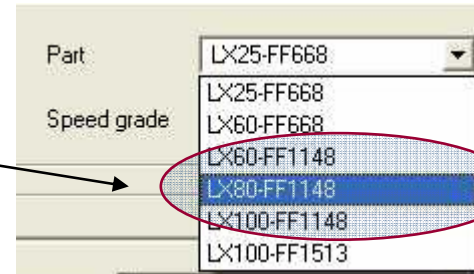 Part LX25-FF668
LX25-FF668
Speed grade LX60-FF668
LX60-FF1148
LX80-FF1148
LX100-FF1148
LX100-FF1513